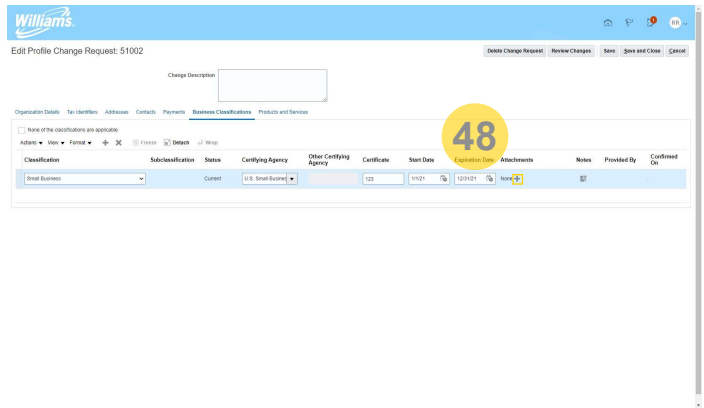 Williams.
RR
Edit Profile Change Request: 51002
Delete Change Request Review Changes Save Save and Close Cancel
Change Description
Organization Details Tax Identifiers Addresses Contacts Payments Business Classifications Products and Services
None of the classifications are applicable
48
Actions View Format Freeze Detach Wrap
Classification Subclassification Status Certifying Agency Other Certifying Agency Certificate Start Date Expiration Date Attachments Notes Provided By Confirmed On
Small Business Current U.S. Small Busines 123 1/1/21 12/31/21 None